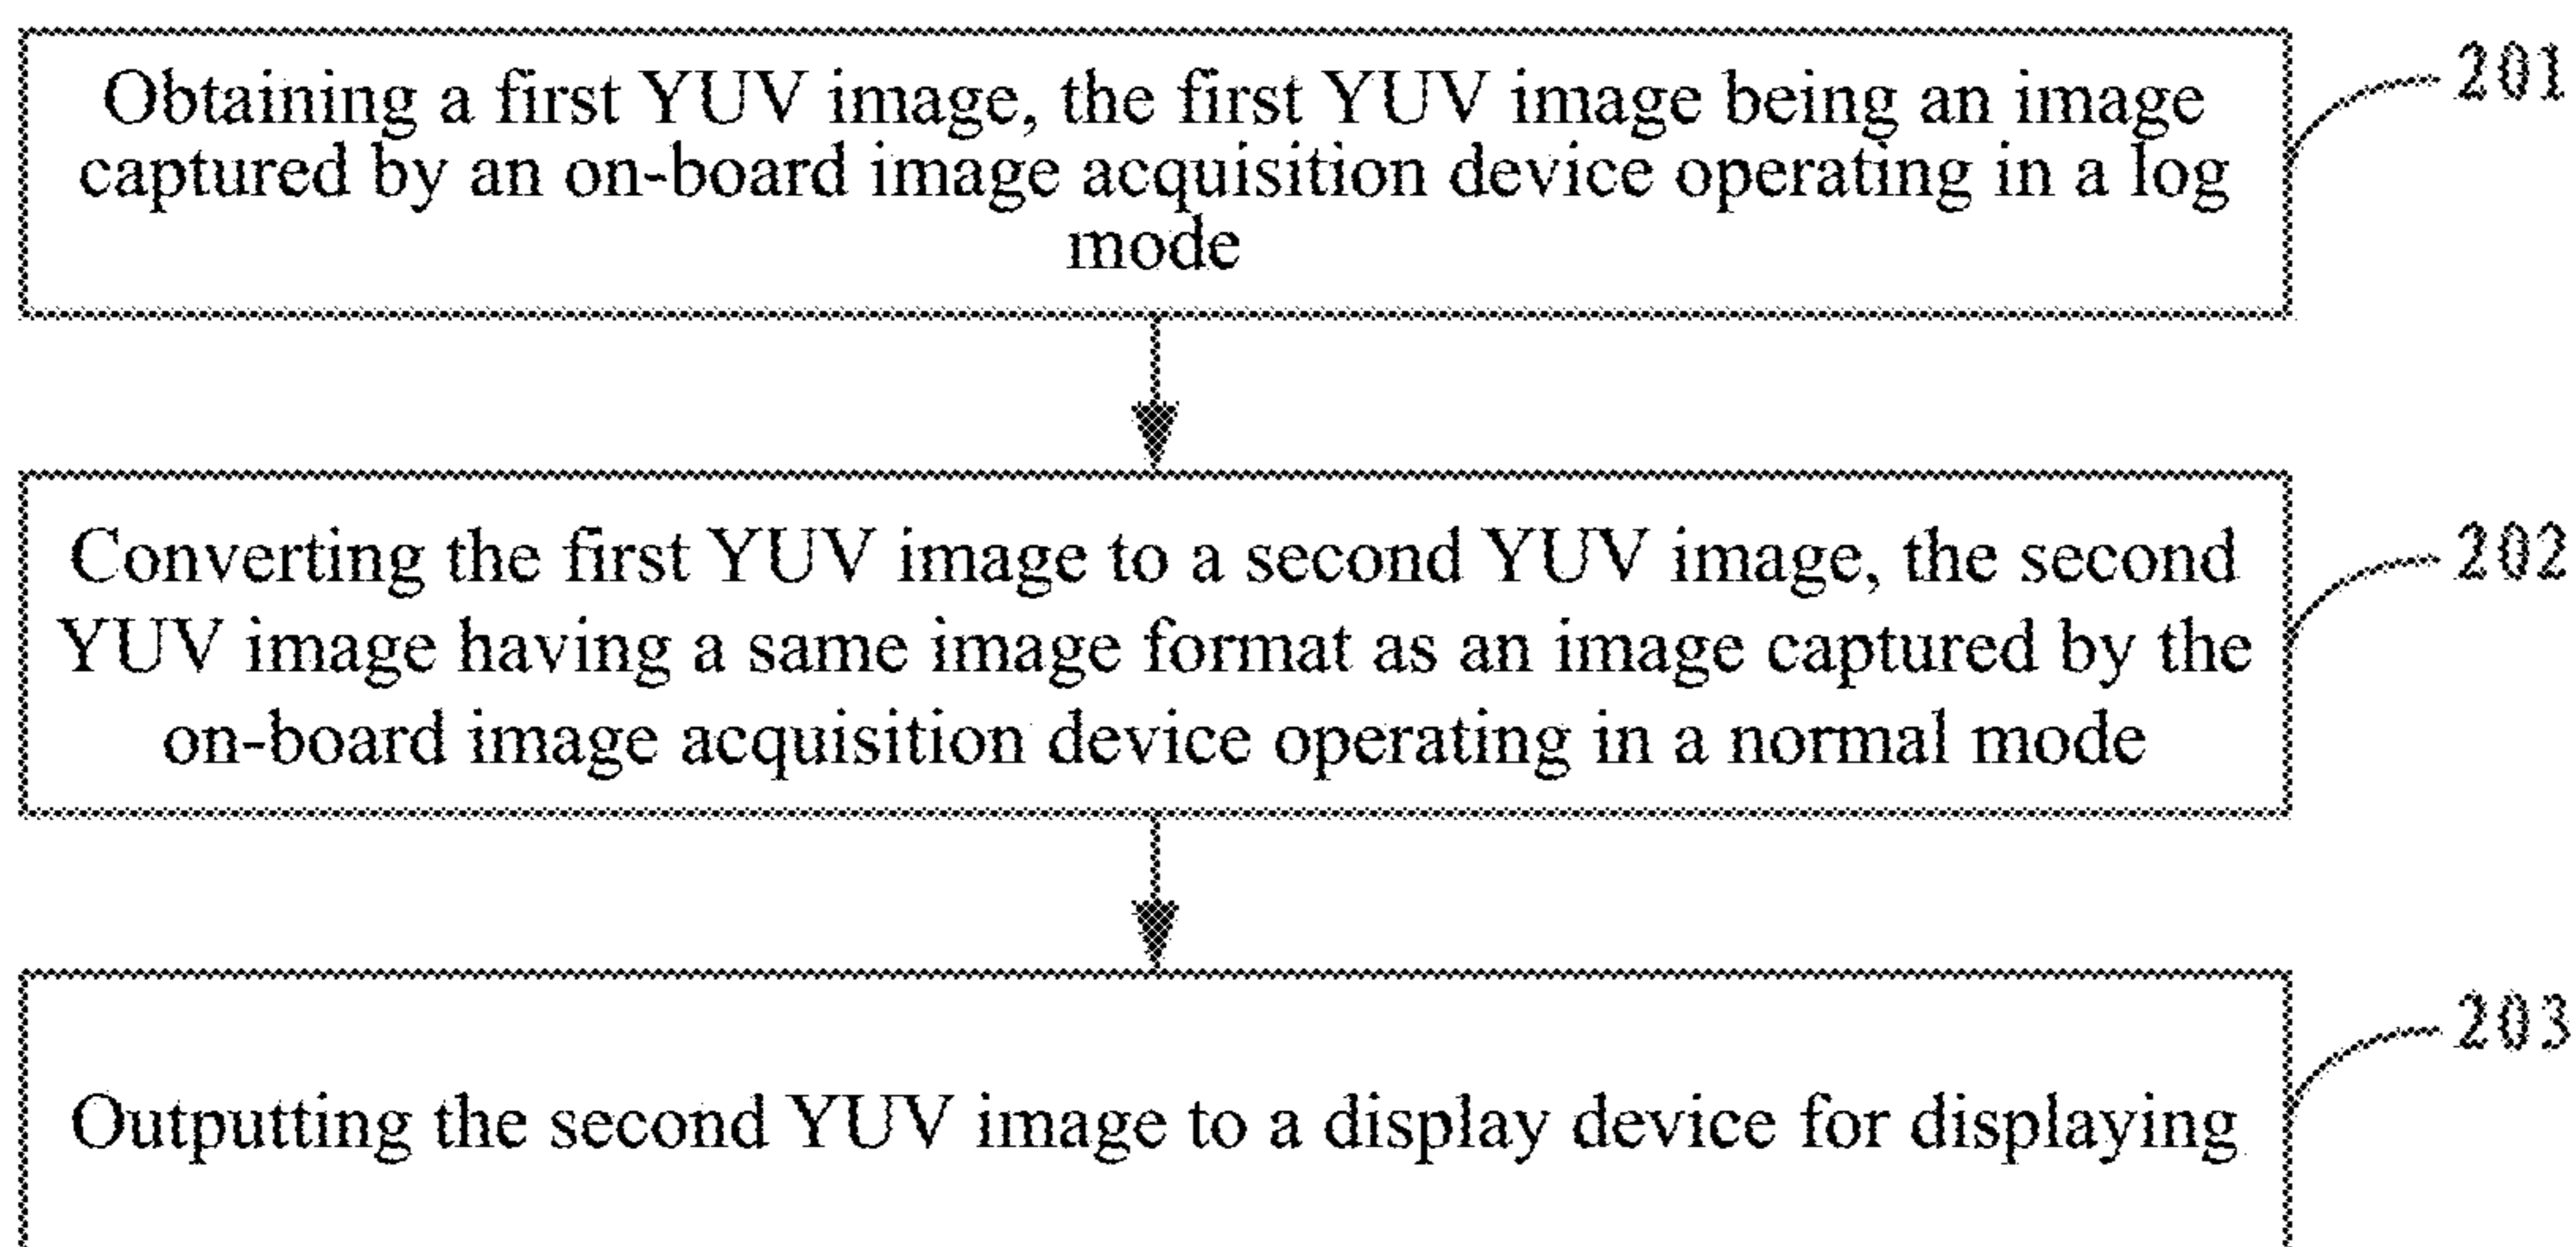 Obtaining a first YUV image, the first YUV image being an image
captured by an on-board image acquisition device operating in a log
mode
201
Converting the first YUV image to a second YUV image, the second
YUV image having a same image format as an image captured by the
on-board image acquisition device operating in a normal mode
202
Outputting the second YUV image to a display device for displaying
203